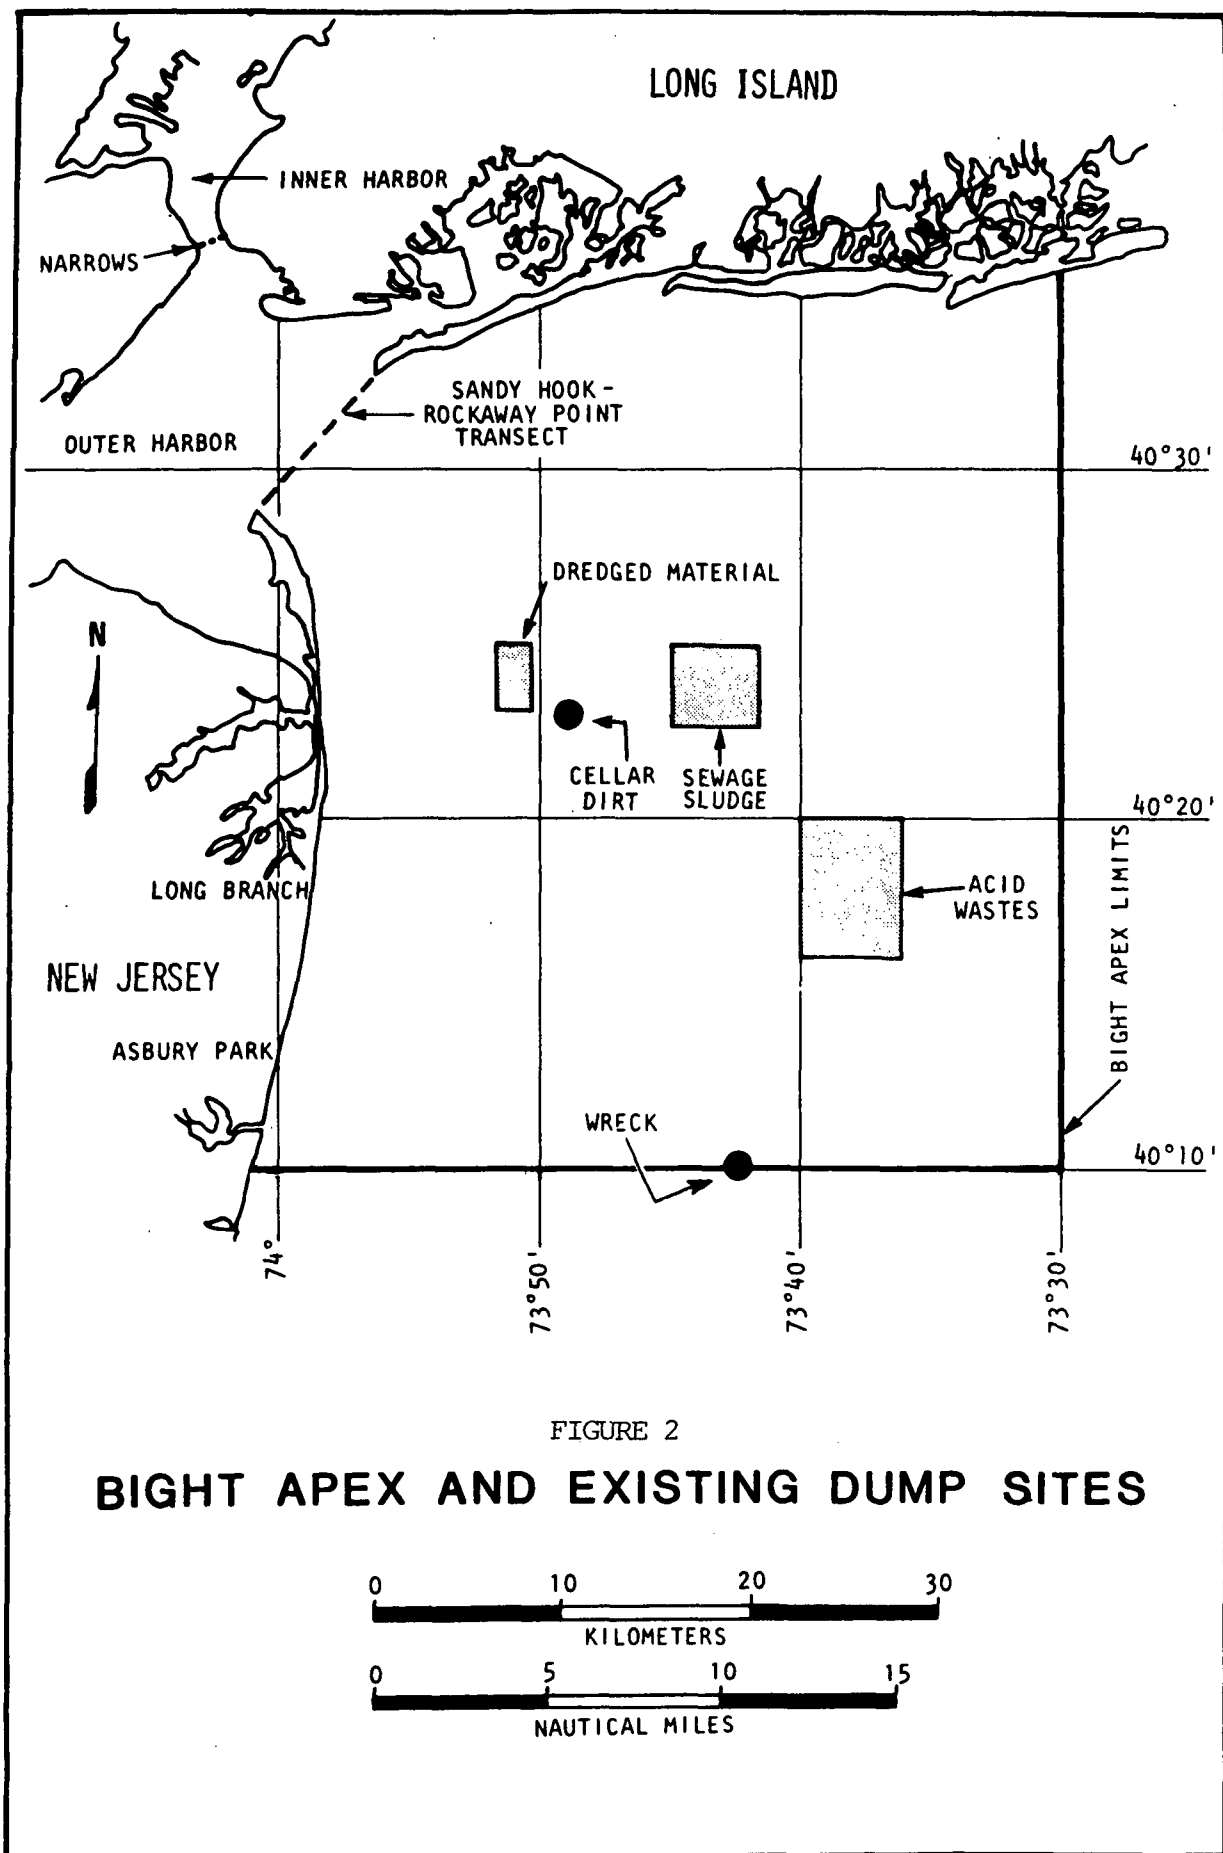 LONG ISLAND
INNER HARBOR
NARROWS
SANDY HOOK -
ROCKAWAY POINT
TRANSECT
OUTER HARBOR
40°30'
DREDGED MATERIAL
N
CELLAR
DIRT
SEWAGE
SLUDGE
40°20'
LONG BRANCH
ACID
WASTES
BIGHT APEX LIMITS
NEW JERSEY
ASBURY PARK
WRECK
40°10'
74°
73°50'
73°40'
73°30'
FIGURE 2
BIGHT APEX AND EXISTING DUMP SITES
0 10 20 30
KILOMETERS
0 5 10 15
NAUTICAL MILES